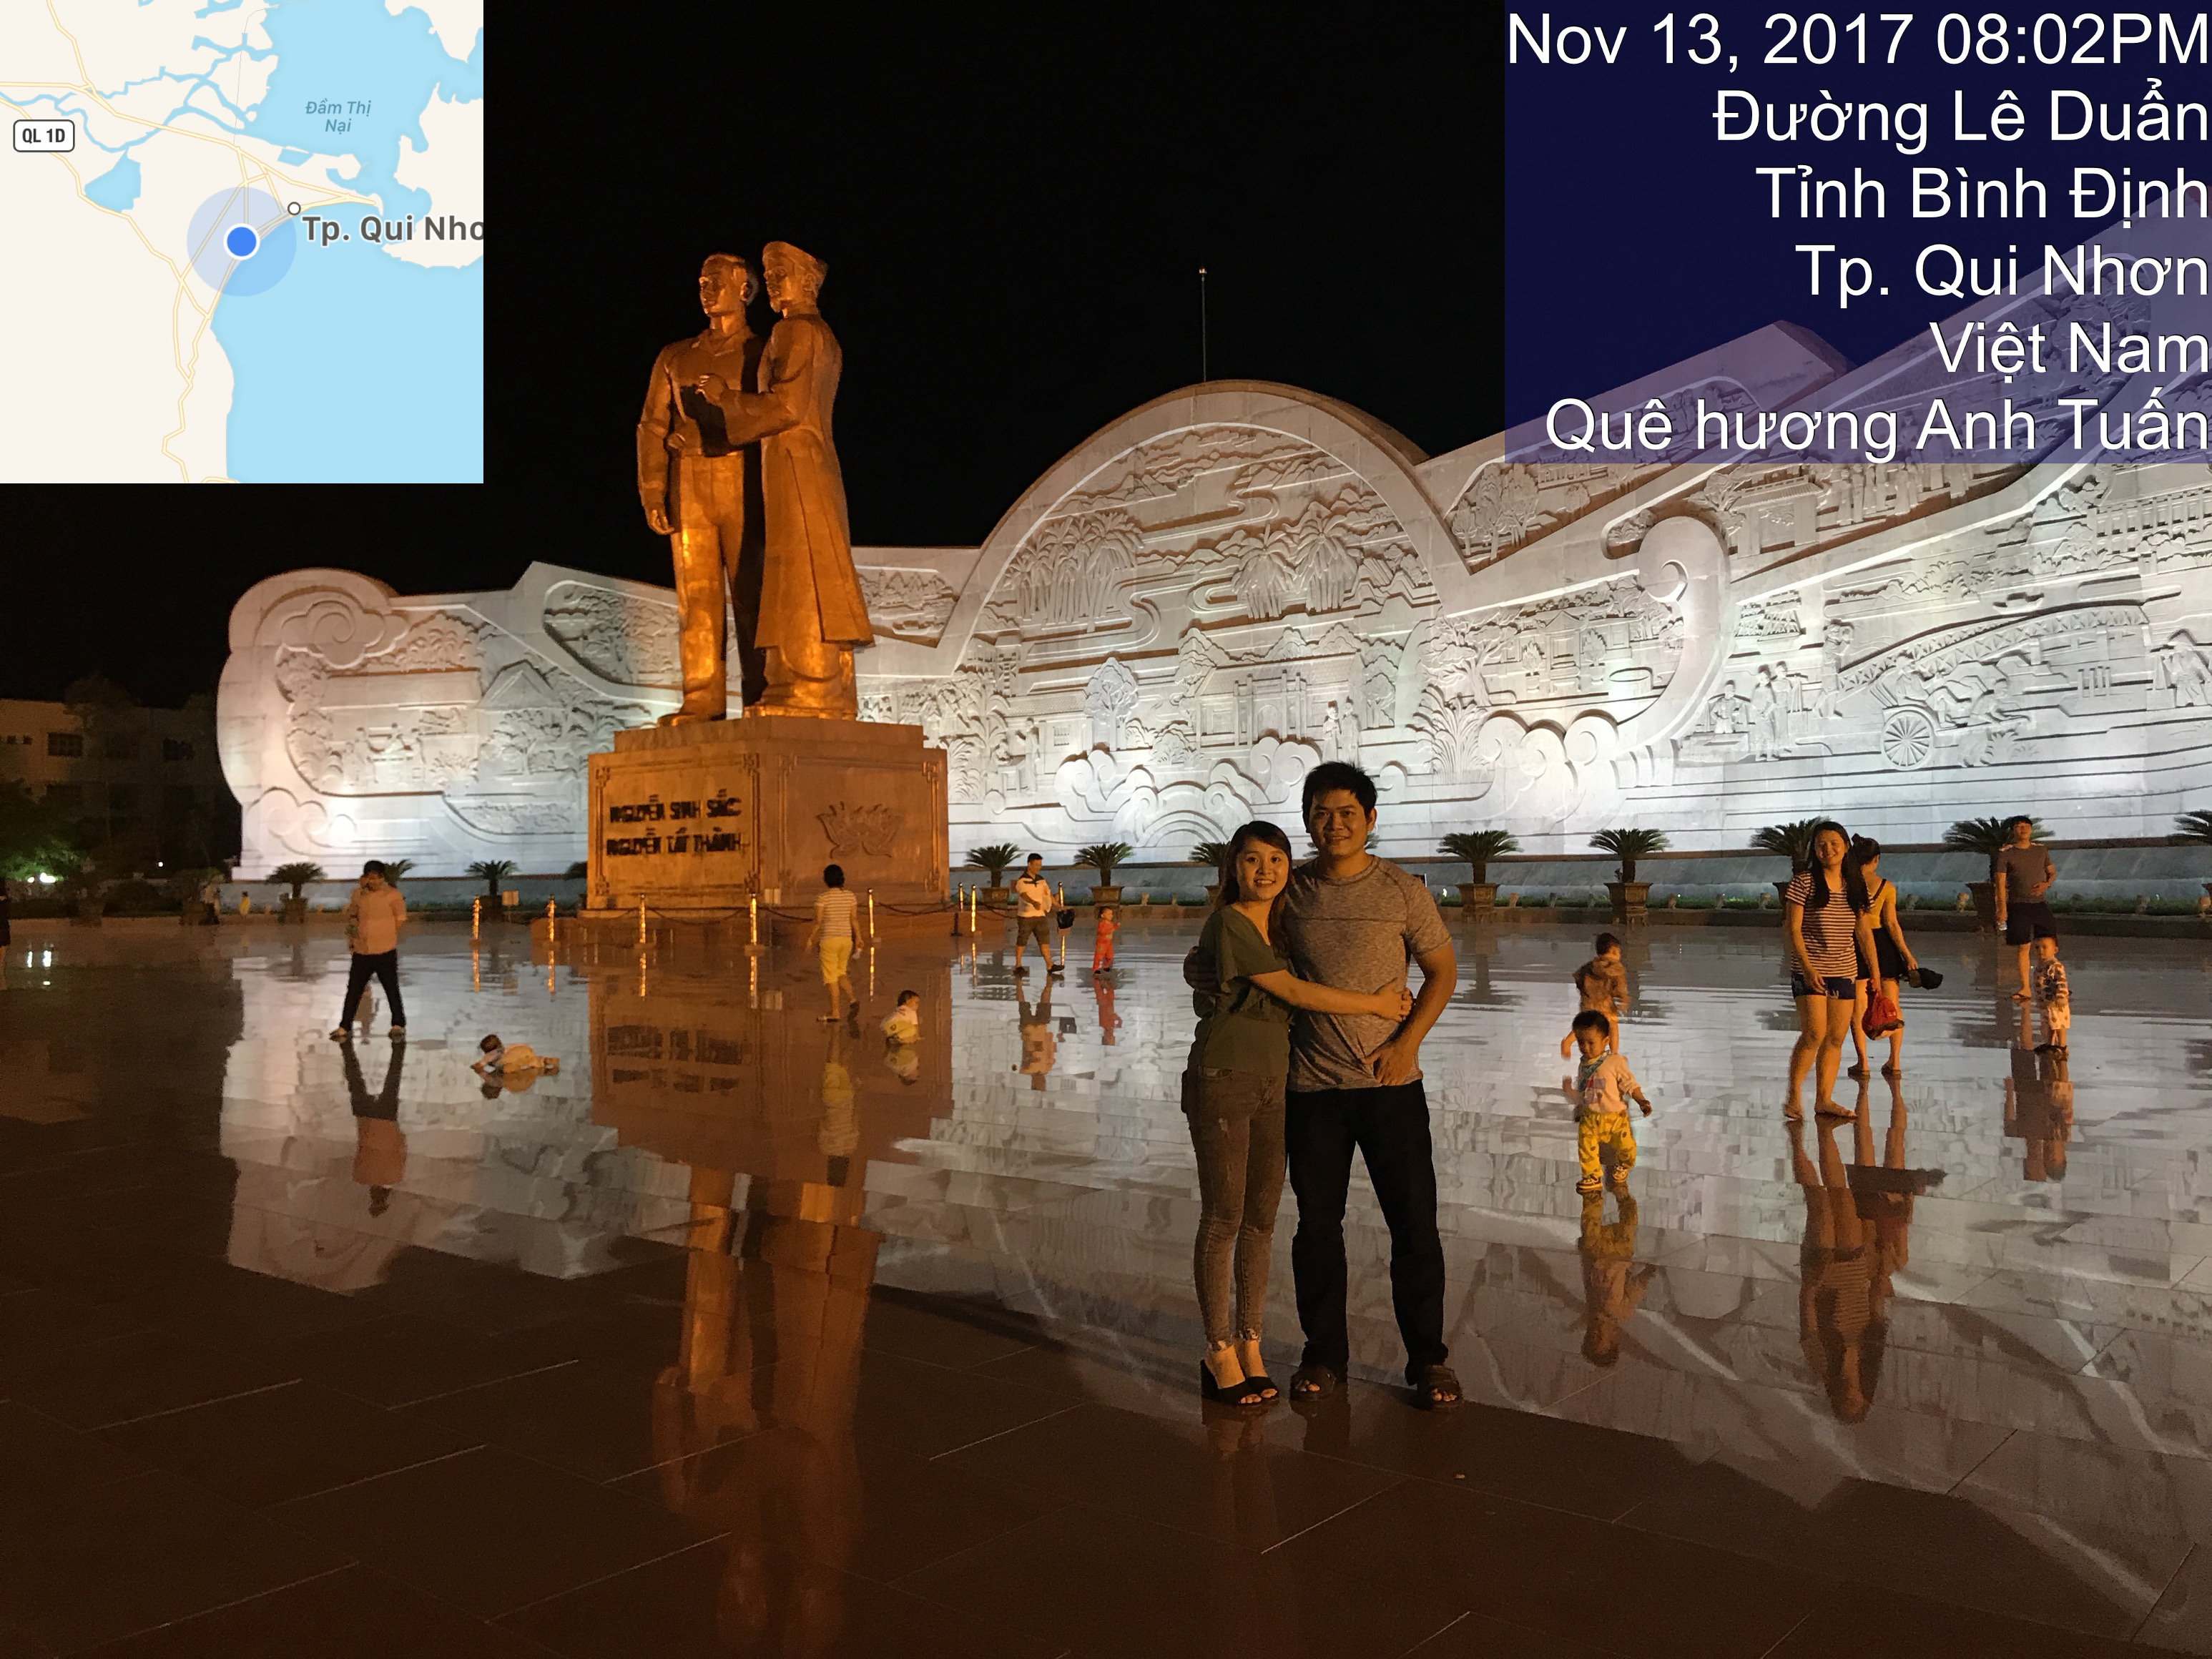 QL 1D
Đầm Thị
Nại
Tp. Qui Nhơ
Nov 13, 2017 08:02PM
Đường Lê Duẩn
Tỉnh Bình Định
Tp. Qui Nhơn
Việt Nam
Quê hương Anh Tuấn
NGUYỄN SINH SẮC
NGUYỄN TẤT THÀNH